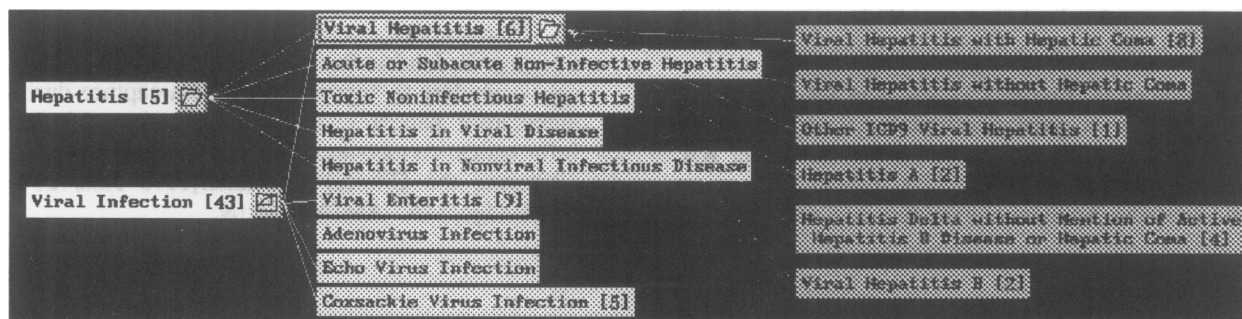 Viral Hepatitis [6]
Viral Hepatitis with Hepatic Coma [8]
Acute or Subacute Non-Infective Hepatitis
Viral Hepatitis without Hepatic Coma
Hepatitis [5]
Toxic Noninfectious Hepatitis
Hepatitis in Viral Disease
Other ICD9 Viral Hepatitis [1]
Hepatitis in Nonviral Infectious Disease
Hepatitis A [2]
Viral Infection [43]
Viral Enteritis [9]
Hepatitis Delta without Mention of Active
Hepatitis B Disease or Hepatic Coma [4]
Adenovirus Infection
Echo Virus Infection
Viral Hepatitis B [2]
Coxsackie Virus Infection [5]